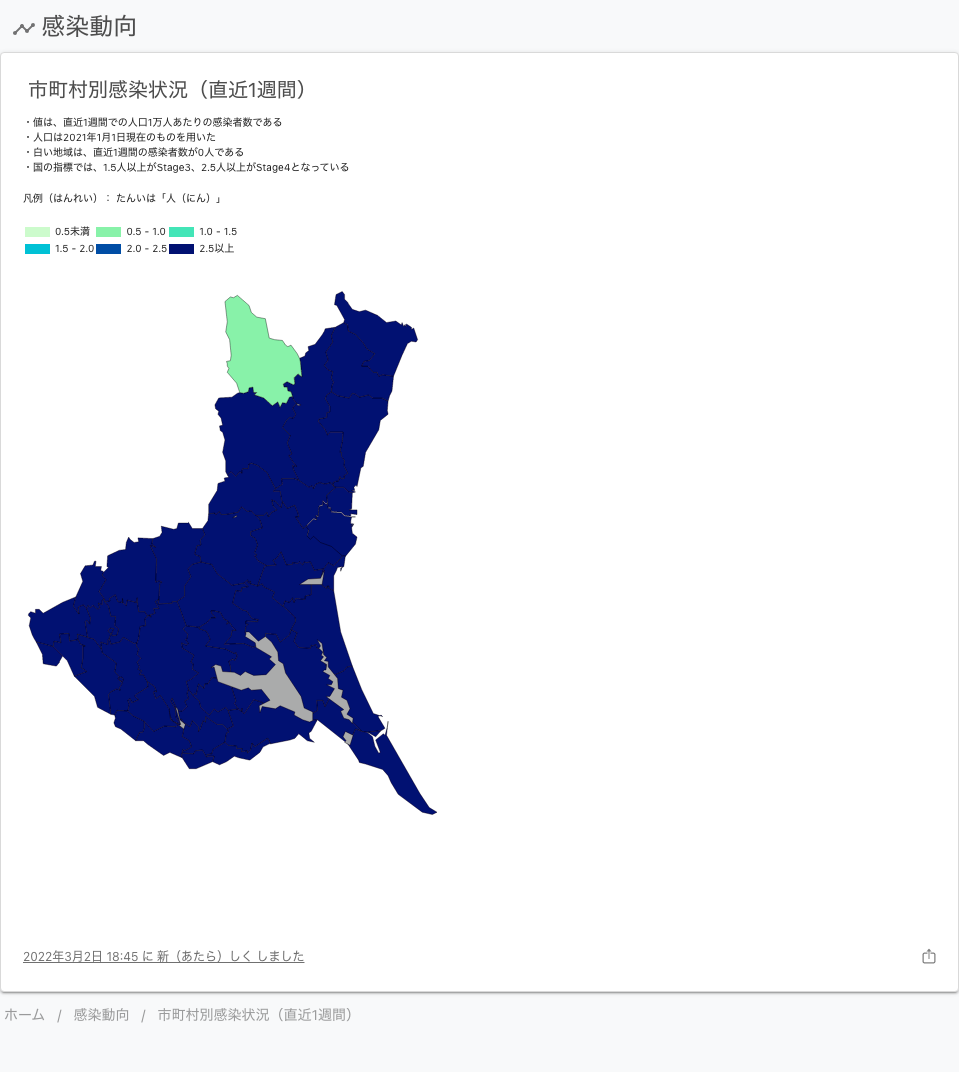 感染動向
市町村別感染状況（直近1週間）
・値は、直近1週間での人口1万人あたりの感染者数である
・人口は2021年1月1日現在のものを用いた
・白い地域は、直近1週間の感染者数が0人である
・国の指標では、1.5人以上がStage3、2.5人以上がStage4となっている
凡例（はんれい）： たんいは「人（にん）」
0.5未満 0.5 - 1.0 1.0 - 1.5
1.5 - 2.0 2.0 - 2.5 2.5以上
2022年3月2日 18:45 に 新（あたら）しく しました
ホーム / 感染動向 / 市町村別感染状況（直近1週間）